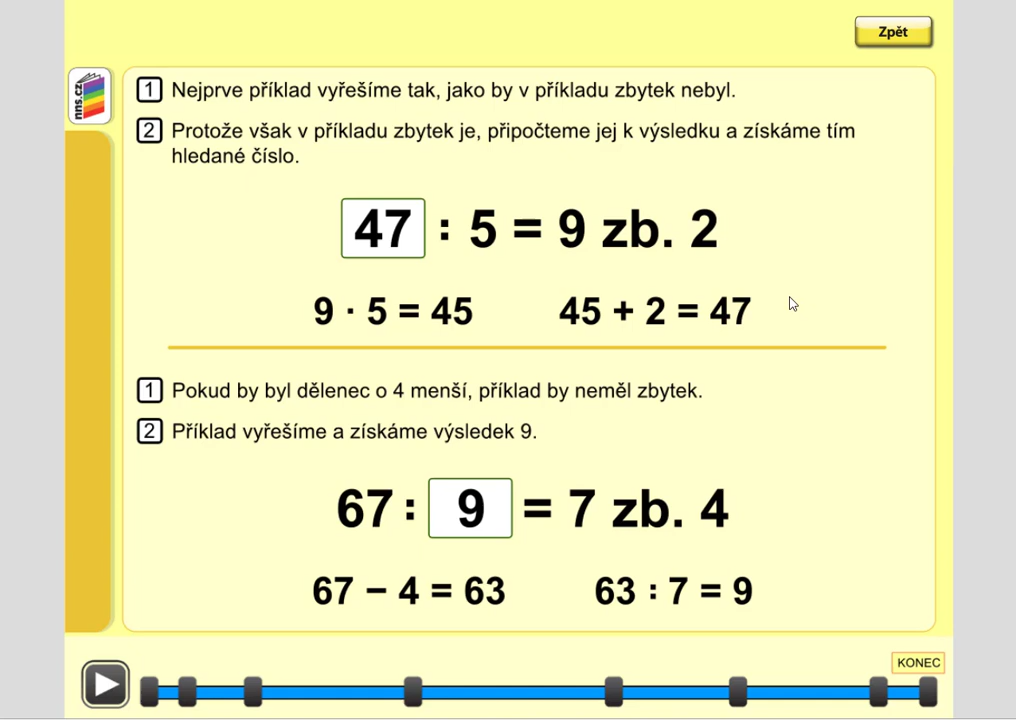 Zpět
nns.cz
1 Nejprve příklad vyřešíme tak, jako by v příkladu zbytek nebyl.
2 Protože však v příkladu zbytek je, připočteme jej k výsledku a získáme tím
hledané číslo.
47 : 5 = 9 zb. 2
9 · 5 = 45 45 + 2 = 47
1 Pokud by byl dělenec o 4 menší, příklad by neměl zbytek.
2 Příklad vyřešíme a získáme výsledek 9.
67 : 9 = 7 zb. 4
67 − 4 = 63 63 : 7 = 9
KONEC